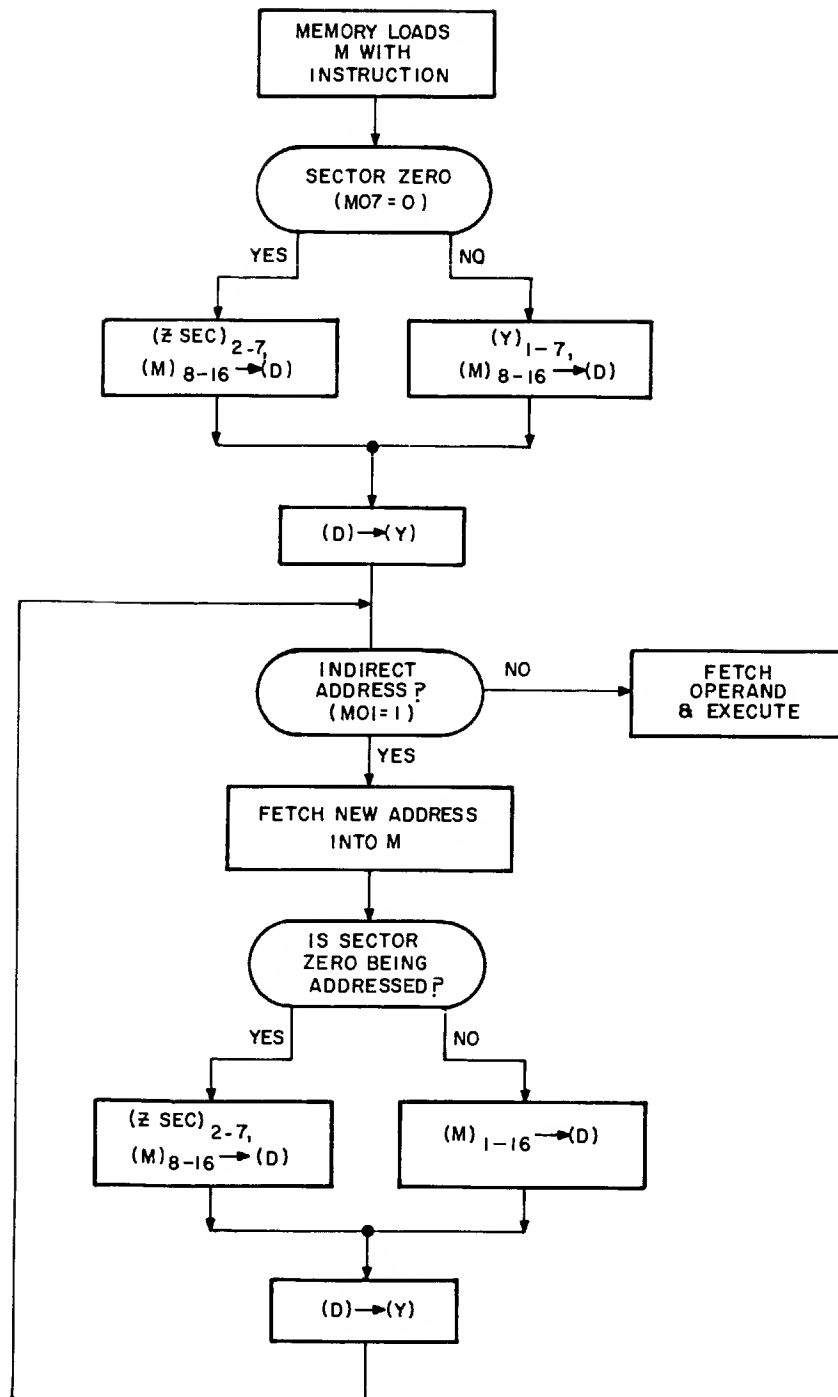 MEMORY LOADS
M WITH
INSTRUCTION
SECTOR ZERO
(M07=0)
YES
NO
(Z SEC)2-7,
(M)8-16→(D)
(Y)1-7,
(M)8-16→(D)
(D)→(Y)
INDIRECT
ADDRESS?
(M01=1)
NO
FETCH
OPERAND
& EXECUTE
YES
FETCH NEW ADDRESS
INTO M
IS SECTOR
ZERO BEING
ADDRESSED?
YES
NO
(Z SEC)2-7,
(M)8-16→(D)
(M)1-16→(D)
(D)→(Y)